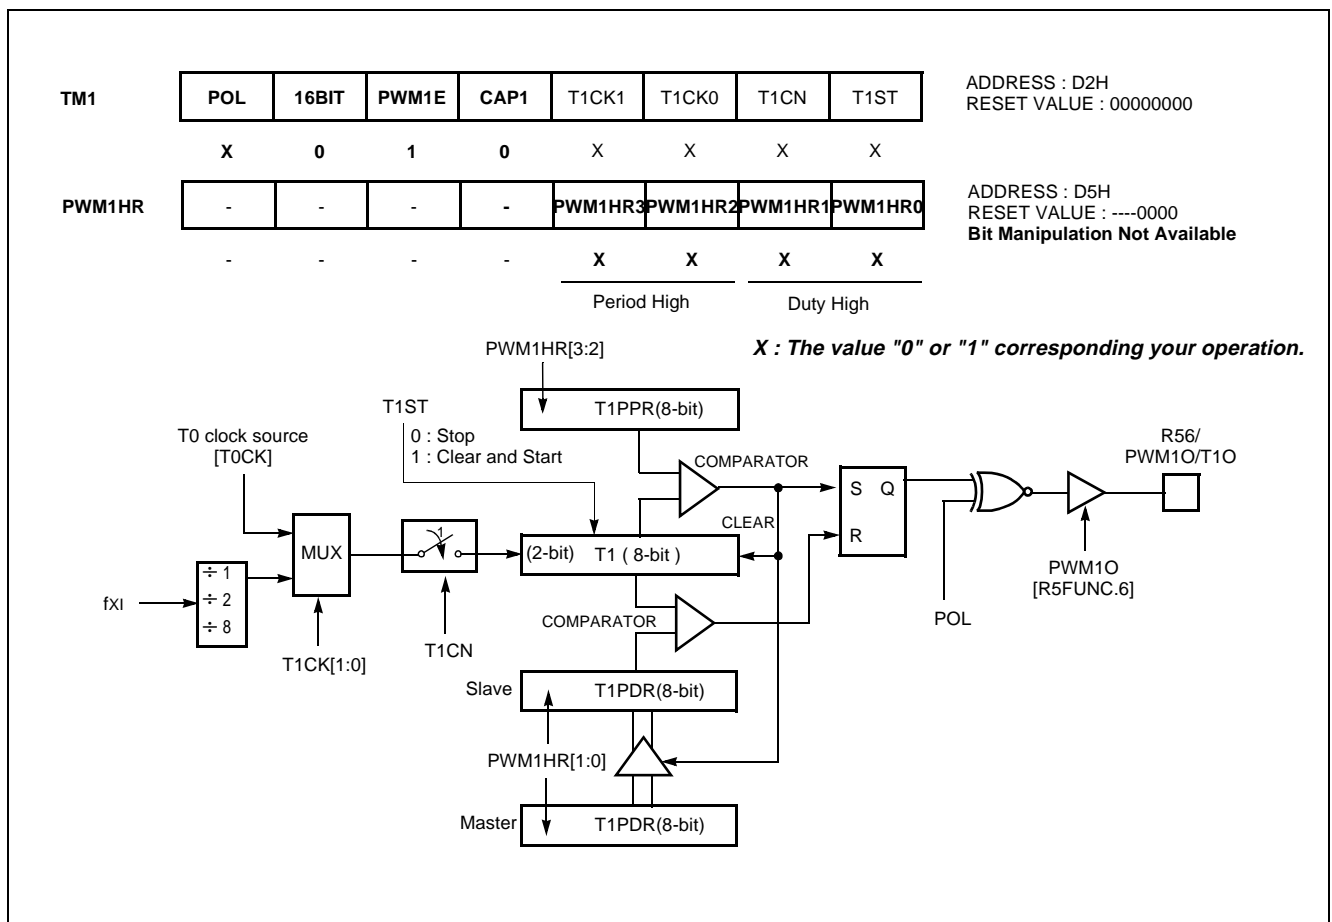 TM1 POL 16BIT PWM1E CAP1 T1CK1 T1CK0 T1CN T1ST
ADDRESS : D2H
RESET VALUE : 00000000
X 0 1 0 X X X X
PWM1HR - - - - PWM1HR3 PWM1HR2 PWM1HR1 PWM1HR0
ADDRESS : D5H
RESET VALUE : ----0000
Bit Manipulation Not Available
- - - - X X X X
Period High Duty High
X : The value "0" or "1" corresponding your operation.
PWM1HR[3:2]
T1PPR(8-bit)
T1ST
0 : Stop
1 : Clear and Start
T0 clock source
[T0CK]
COMPARATOR
R56/
PWM1O/T1O
S Q
R
CLEAR
MUX
1
(2-bit) T1 ( 8-bit )
÷ 1
÷ 2
÷ 8
fXI
PWM1O
[R5FUNC.6]
POL
COMPARATOR
T1CN
T1CK[1:0]
Slave
T1PDR(8-bit)
PWM1HR[1:0]
Master
T1PDR(8-bit)